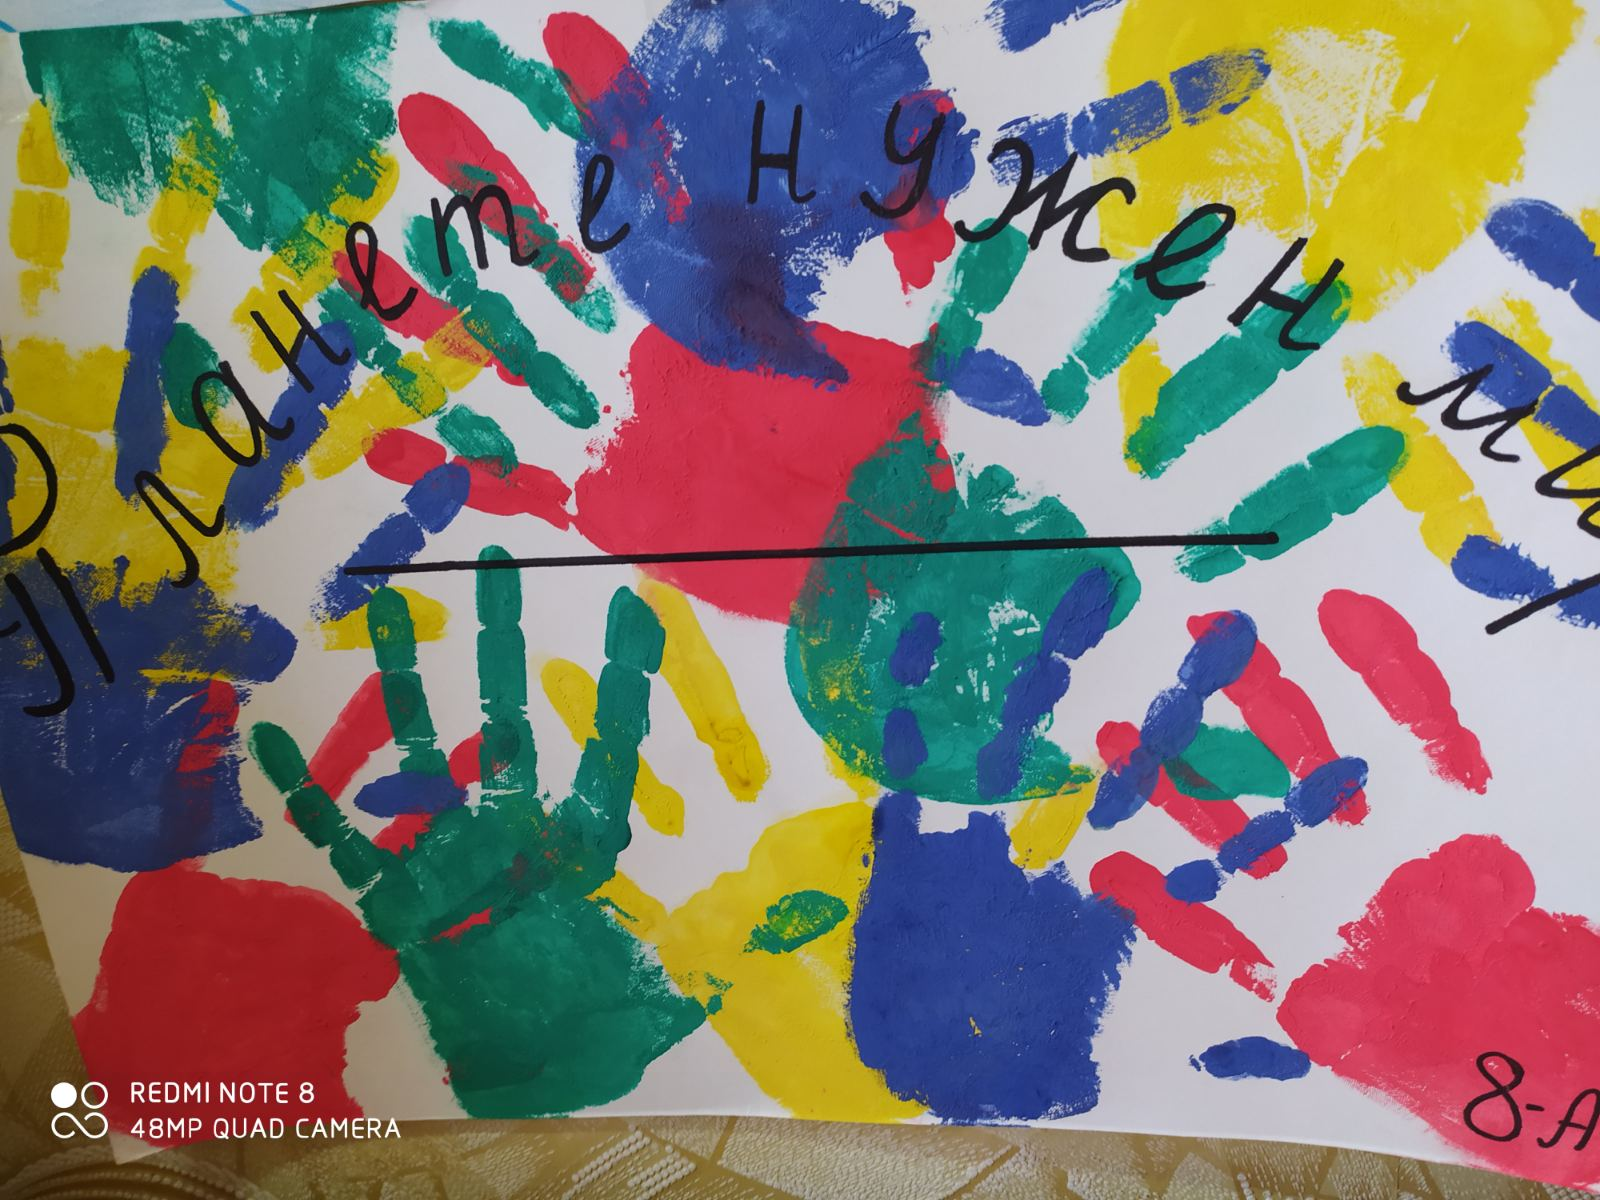 Планете нужен мир
8-А
REDMI NOTE 8
48MP QUAD CAMERA